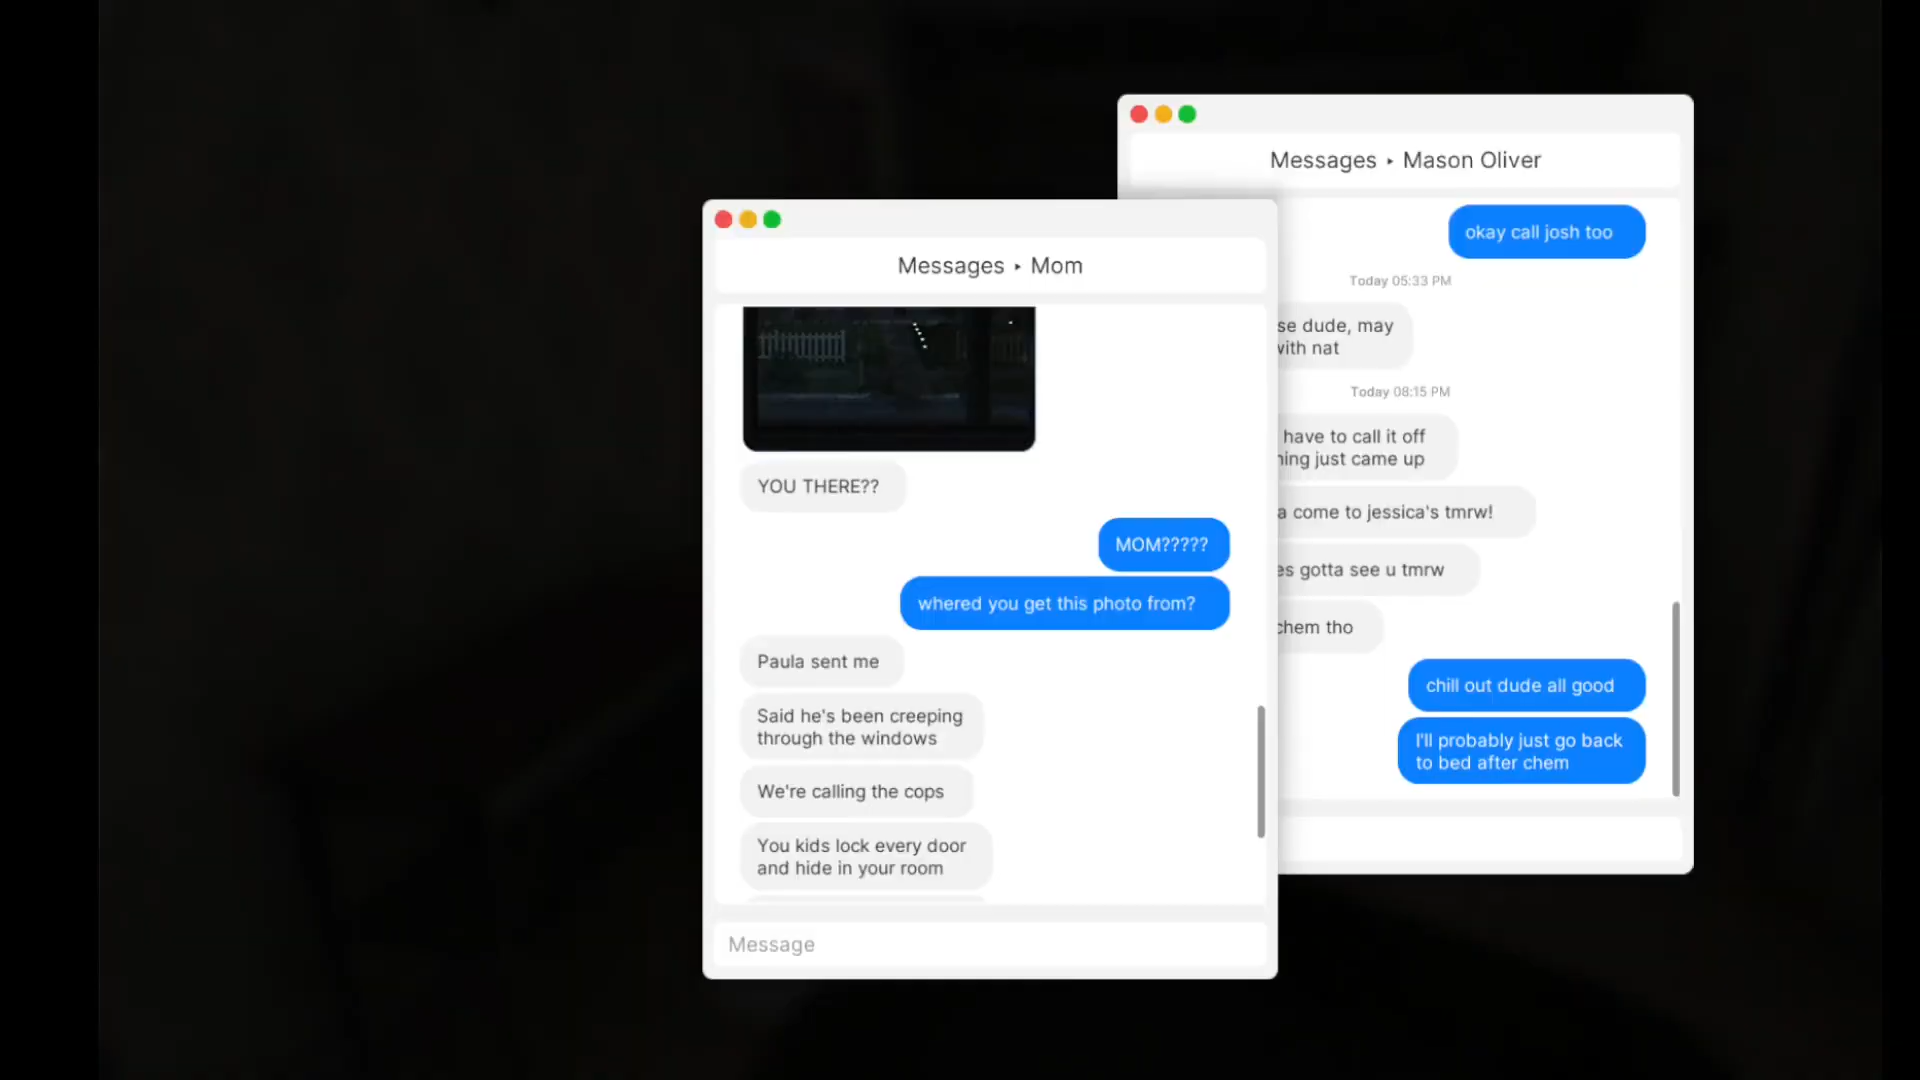 Messages ▸ Mason Oliver
okay call josh too
Today 05:33 PM
se dude, may
with nat
Today 08:15 PM
have to call it off
just came up
come to jessica's tmrw!
gotta see u tmrw
chem tho
chill out dude all good
I'll probably just go back
to bed after chem
Messages ▸ Mom
YOU THERE??
MOM?????
whered you get this photo from?
Paula sent me
Said he's been creeping
through the windows
We're calling the cops
You kids lock every door
and hide in your room
Message